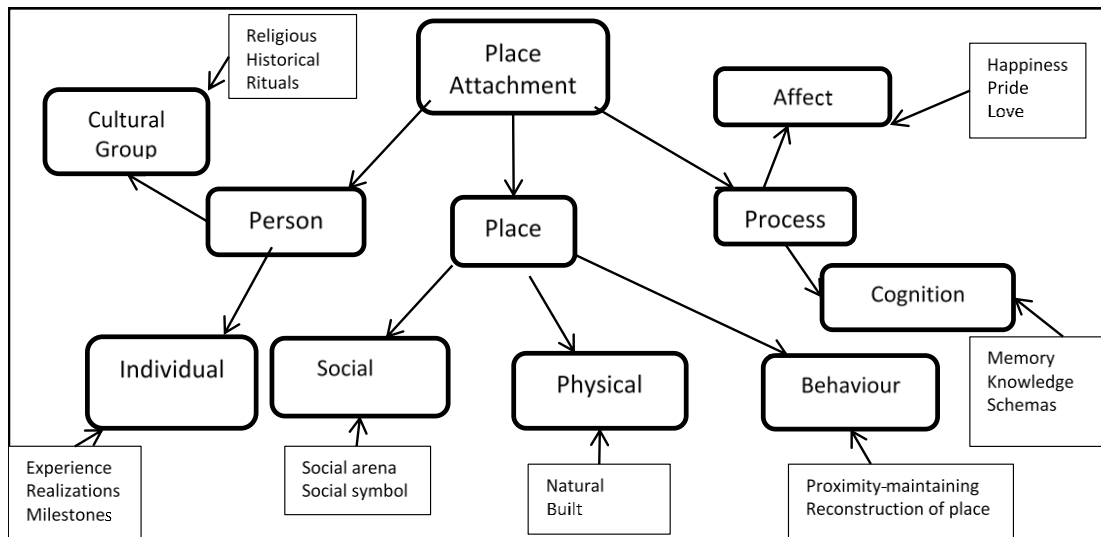 Religious
Historical
Rituals
Place
Attachment
Happiness
Pride
Love
Affect
Cultural
Group
Person
Place
Process
Cognition
Individual
Social
Physical
Behaviour
Memory
Knowledge
Schemas
Experience
Realizations
Milestones
Social arena
Social symbol
Natural
Built
Proximity-maintaining
Reconstruction of place